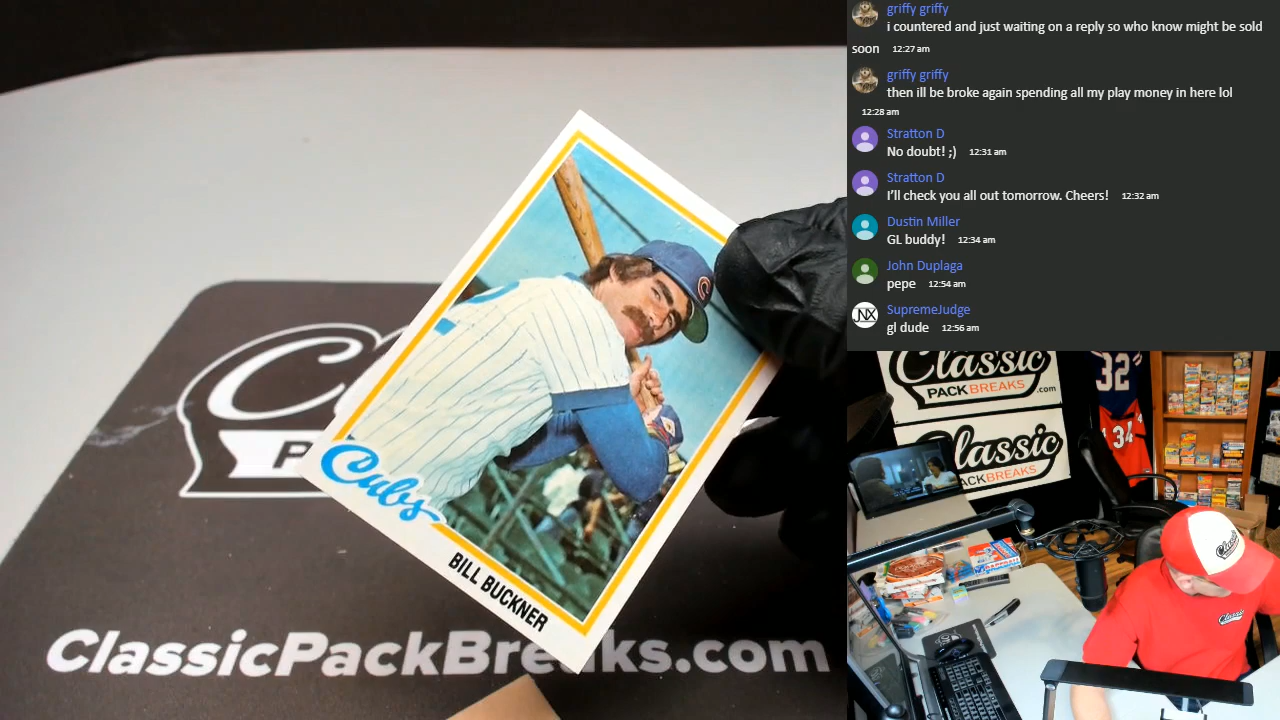 griffy griffy
i countered and just waiting on a reply so who know might be sold
soon 12:27 am
griffy griffy
then ill be broke again spending all my play money in here lol
12:28 am
Stratton D
No doubt! ;) 12:31 am
Stratton D
I'll check you all out tomorrow. Cheers! 12:32 am
Dustin Miller
GL buddy! 12:34 am
John Duplaga
pepe 12:54 am
JNX
SupremeJudge
gl dude 12:56 am
Cubs
BILL BUCKNER
ClassicPackBreaks.com
Classic
PACKBREAKS.com
Classic
PACKBREAKS
32
34
Classic